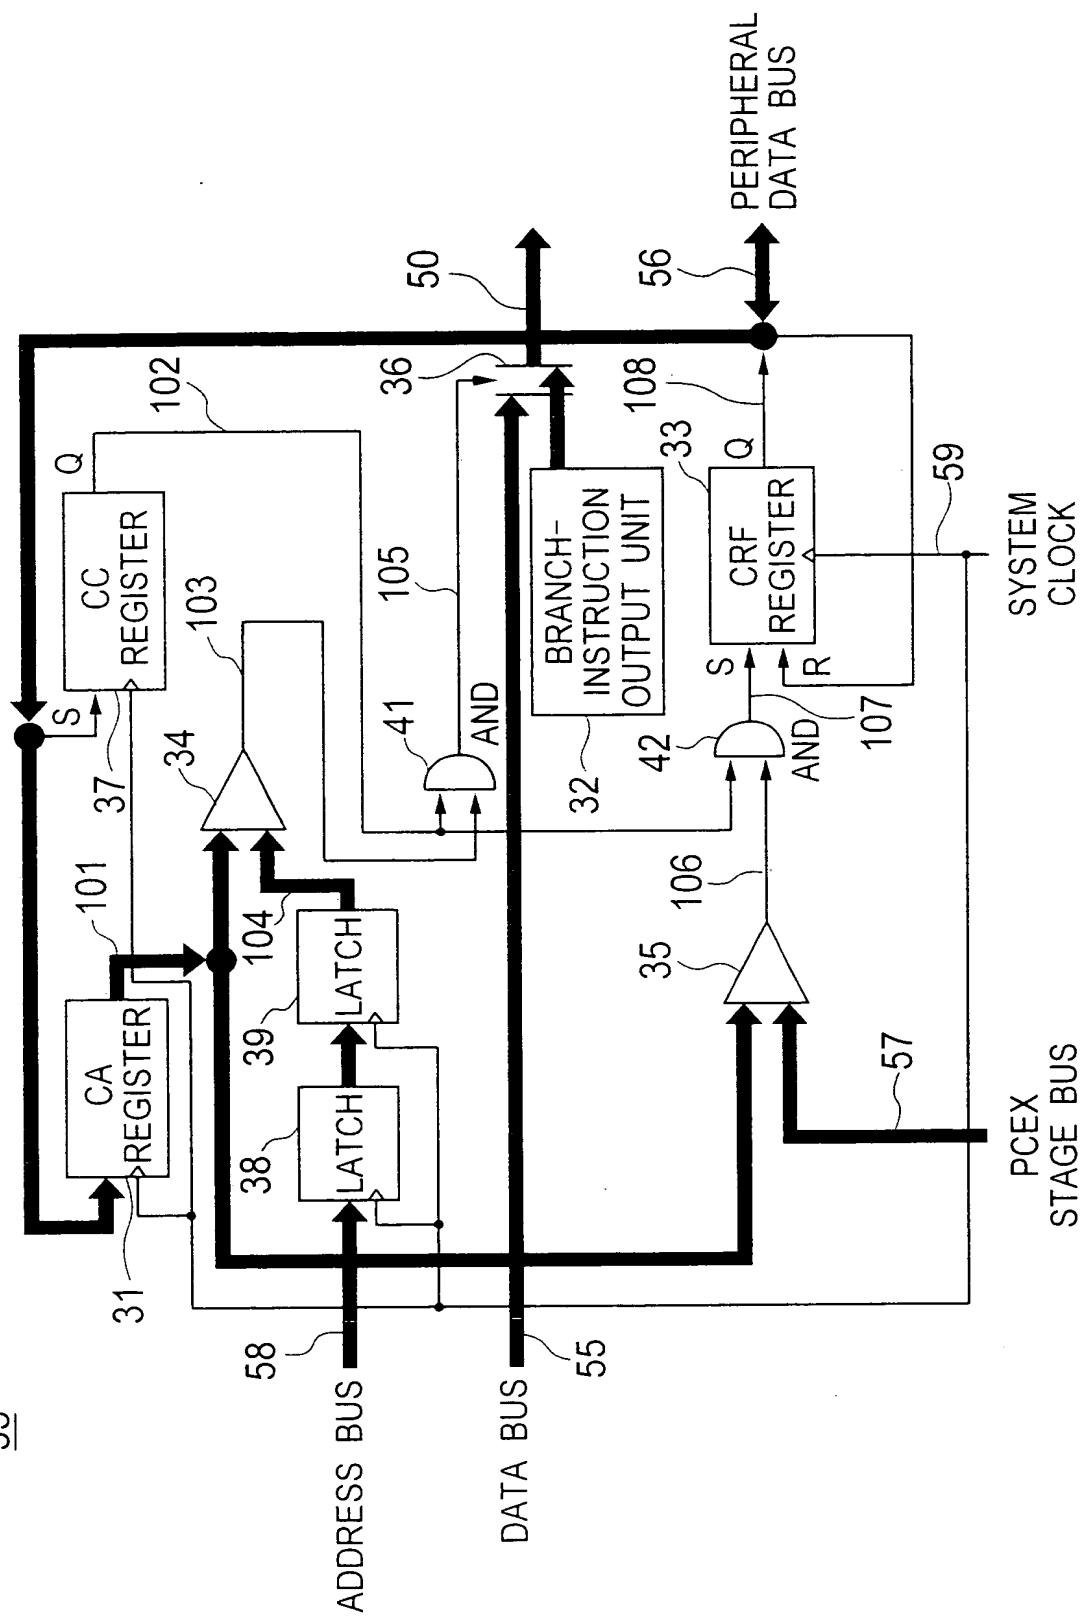 CA
REGISTER
31
101
37
S
CC
REGISTER
Q
102
34
103
ADDRESS BUS
58
38
LATCH
39
LATCH
104
41
AND
105
36
50
DATA BUS
55
32
BRANCH-
INSTRUCTION
OUTPUT UNIT
35
106
42
AND
107
S
R
33
CRF
REGISTER
Q
108
56
PERIPHERAL
DATA BUS
57
59
PCEX
STAGE BUS
SYSTEM
CLOCK